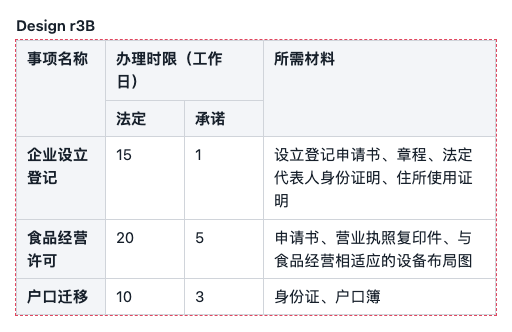 Design r3B
事项名称
办理时限（工作
日）
所需材料
法定
承诺
企业设立
登记
15
1
设立登记申请书、章程、法定
代表人身份证明、住所使用证
明
食品经营
许可
20
5
申请书、营业执照复印件、与
食品经营相适应的设备布局图
户口迁移
10
3
身份证、户口簿